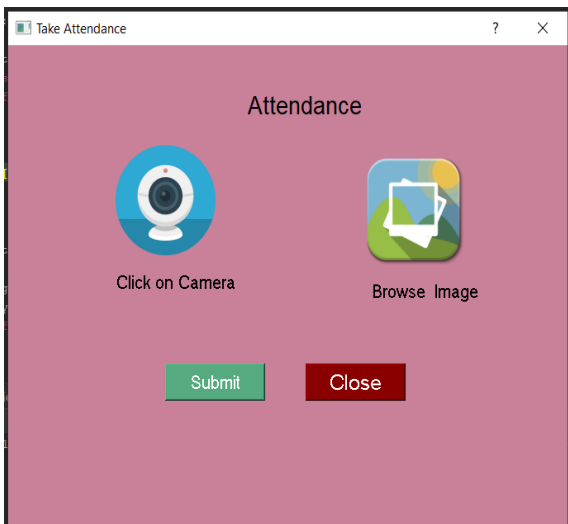 Take Attendance
?
Attendance
Click on Camera
Browse Image
Submit
Close